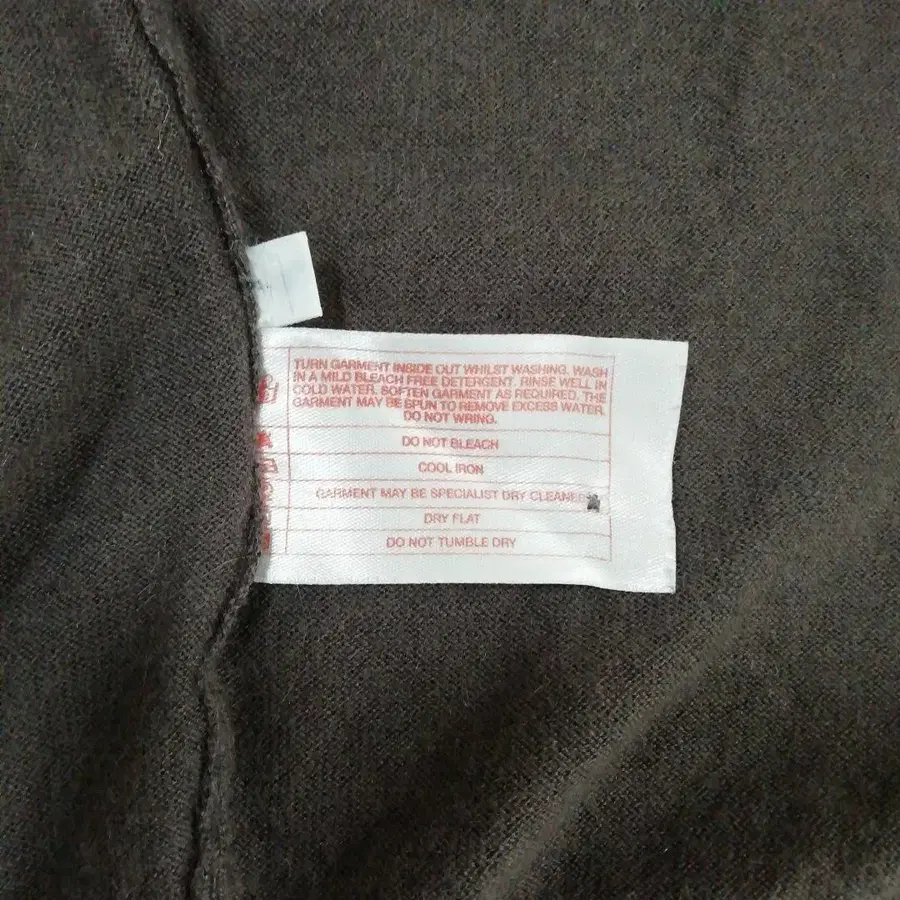 TURN GARMENT INSIDE OUT WHILST WASHING. WASH
IN A MILD BLEACH FREE DETERGENT. RINSE WELL IN
COLD WATER. SOFTEN GARMENT AS REQUIRED. THE
GARMENT MAY BE SPUN TO REMOVE EXCESS WATER.
DO NOT WRING.
DO NOT BLEACH
COOL IRON
GARMENT MAY BE SPECIALIST DRY CLEANED
DRY FLAT
DO NOT TUMBLE DRY